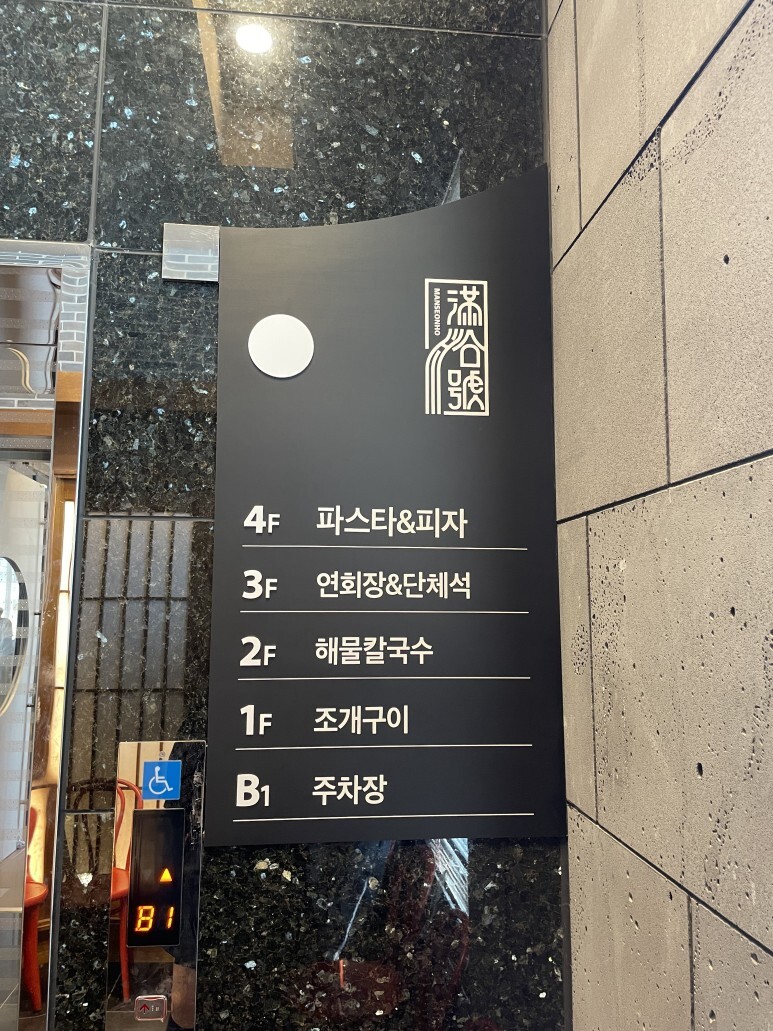 滿船號
MANSEONHO
4F 파스타&피자
3F 연회장&단체석
2F 해물칼국수
1F 조개구이
B1 주차장
B1